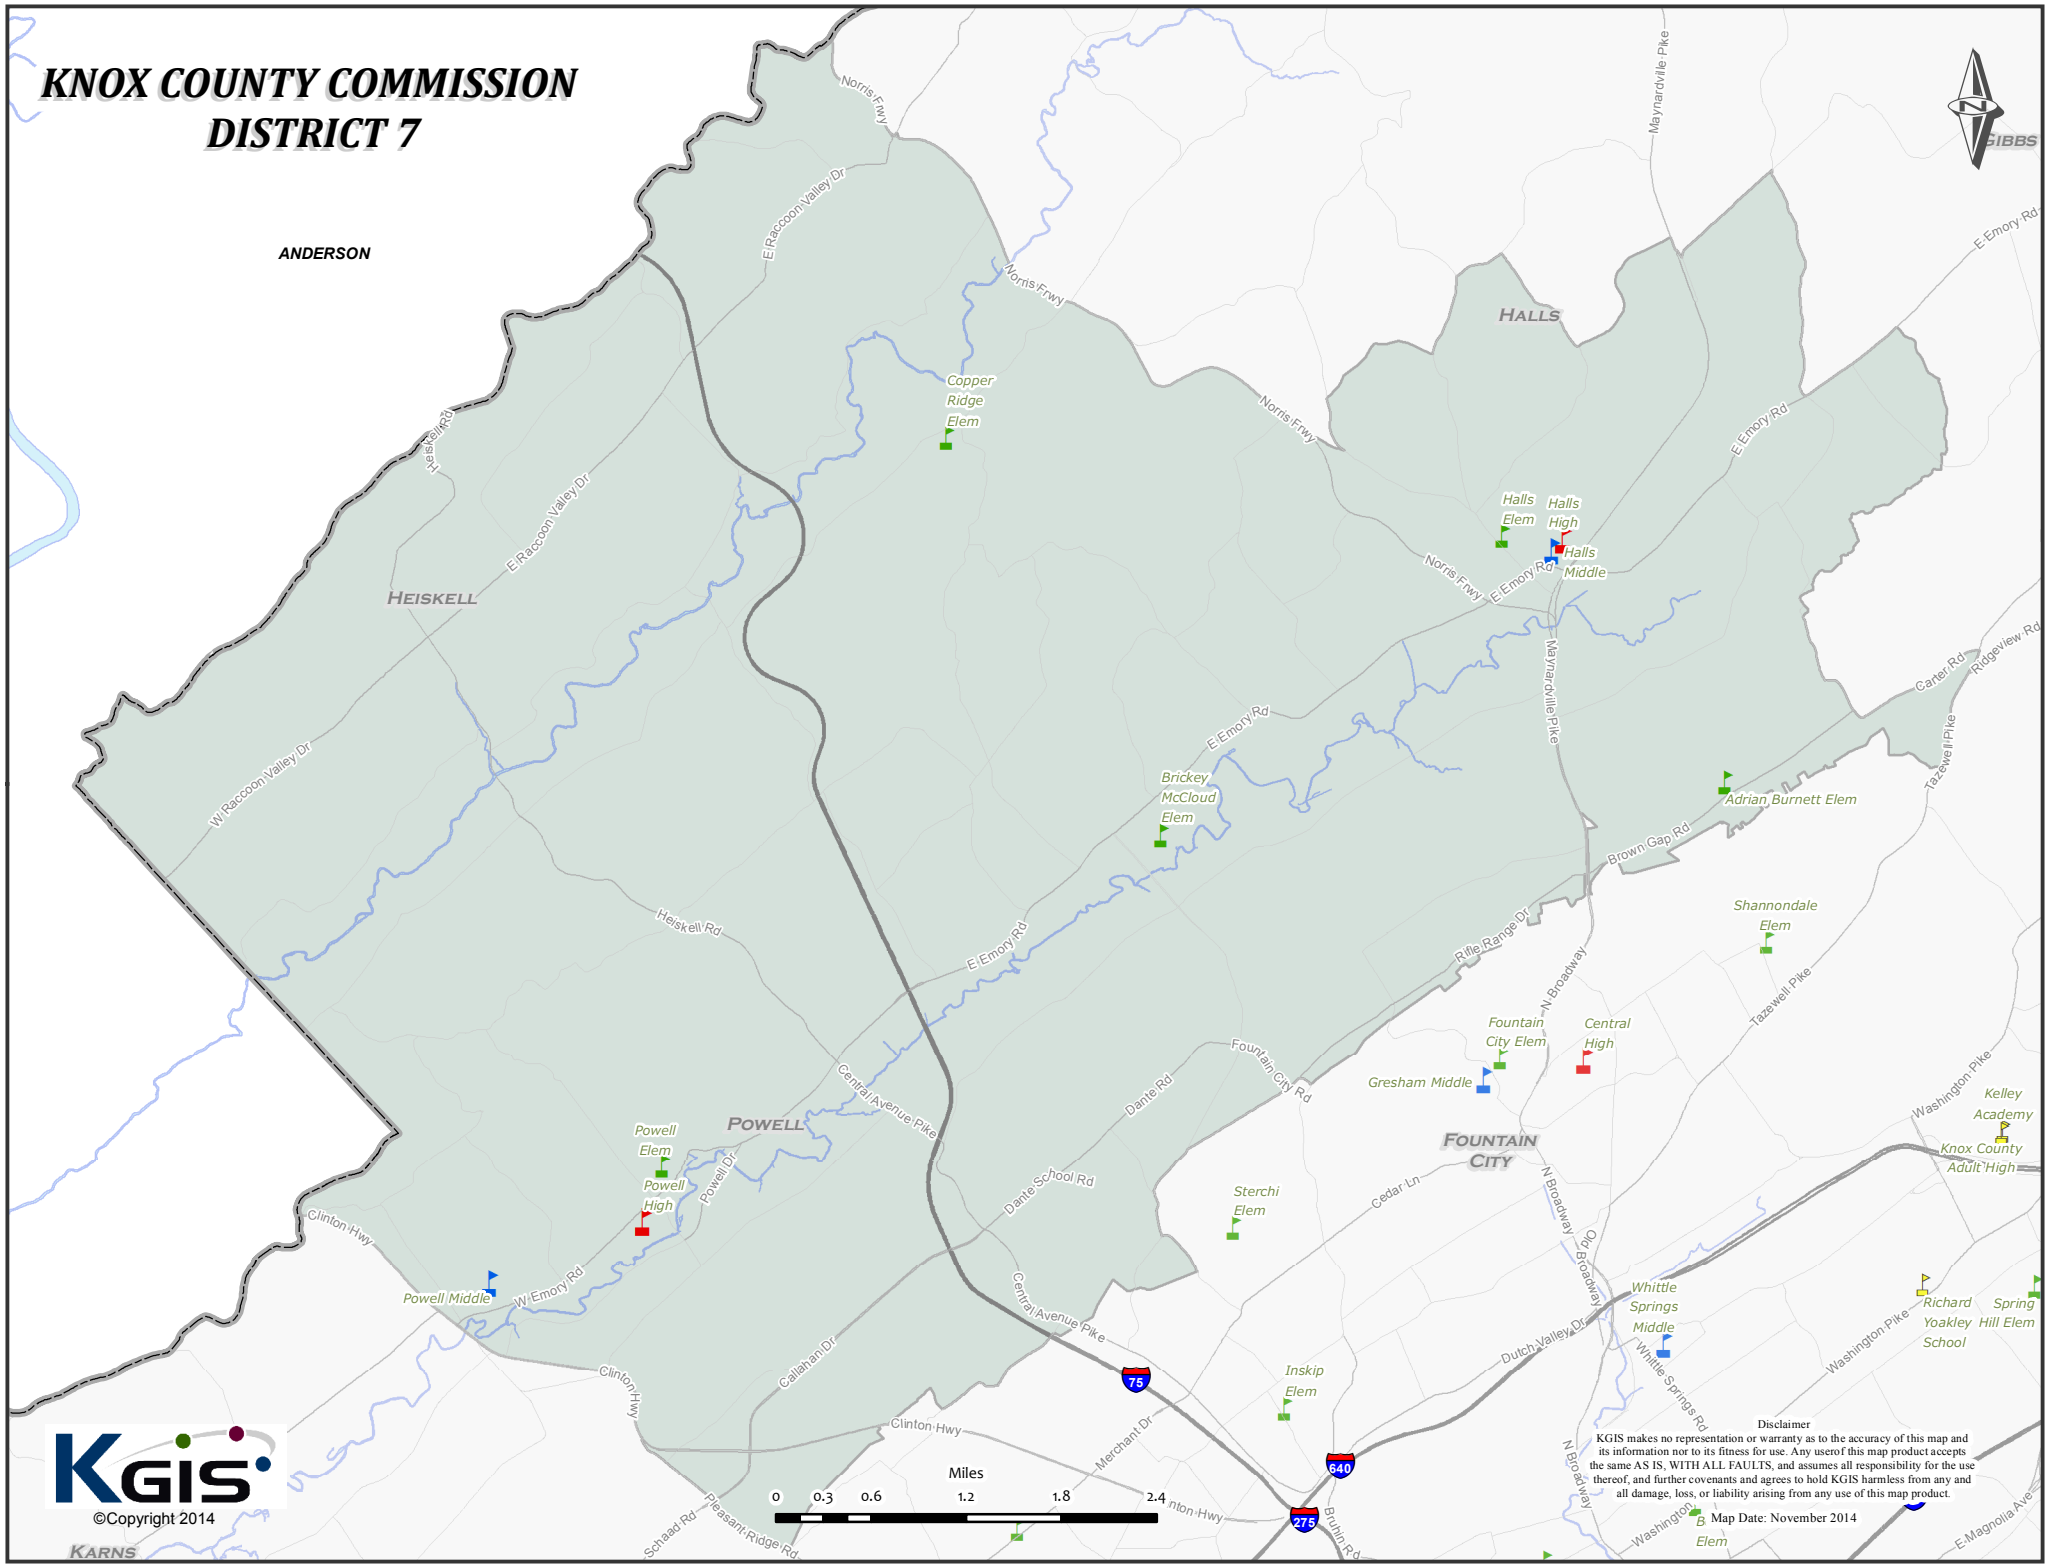 KNOX COUNTY COMMISSION
DISTRICT 7
N
GIBBS
ANDERSON
Norris Frwy
Maynardville Pike
E Raccoon Valley Dr
E Emory Rd
Norris Frwy
HALLS
Copper
Ridge
Elem
Norris Frwy
E Emory Rd
Heiskell Rd
E Raccoon Valley Dr
Halls
Elem
Halls
High
Halls
Middle
Norris Frwy
E Emory Rd
HEISKELL
Maynardville Pike
Ridgeview Rd
Carter Rd
Tazewell Pike
E Emory Rd
W Raccoon Valley Dr
Brickey
McCloud
Elem
Adrian Burnett Elem
Brown Gap Rd
Heiskell Rd
E Emory Rd
Rifle Range Dr
Shannondale
Elem
N Broadway
Tazewell Pike
Fountain
City Elem
Central
High
Gresham Middle
Fountain City Rd
Central Avenue Pike
Dante Rd
Washington Pike
Kelley
Academy
Knox County
Adult High
POWELL
Powell
Elem
Powell
High
Powell Dr
FOUNTAIN
CITY
Dante School Rd
Cedar Ln
N Broadway
Old
Broadway
Sterchi
Elem
Clinton Hwy
Powell Middle
W Emory Rd
Central Avenue Pike
Whittle
Springs
Middle
Richard
Yoakley
School
Spring
Hill Elem
Dutch Valley Dr
Washington Pike
Callahan Dr
Clinton Hwy
75
Inskip
Elem
Whittle Springs Rd
Clinton Hwy
Merchant Dr
N Broadway
640
275
KGIS
©Copyright 2014
Miles
0 0.3 0.6 1.2 1.8 2.4
nton Hwy
Bruhin Rd
Schaad Rd
Pleasant Ridge Rd
KARNS
Disclaimer
KGIS makes no representation or warranty as to the accuracy of this map and
its information nor to its fitness for use. Any userof this map product accepts
the same AS IS, WITH ALL FAULTS, and assumes all responsibility for the use
thereof, and further covenants and agrees to hold KGIS harmless from any and
all damage, loss, or liability arising from any use of this map product.
Map Date: November 2014
Washington
B
Elem
E Magnolia Ave